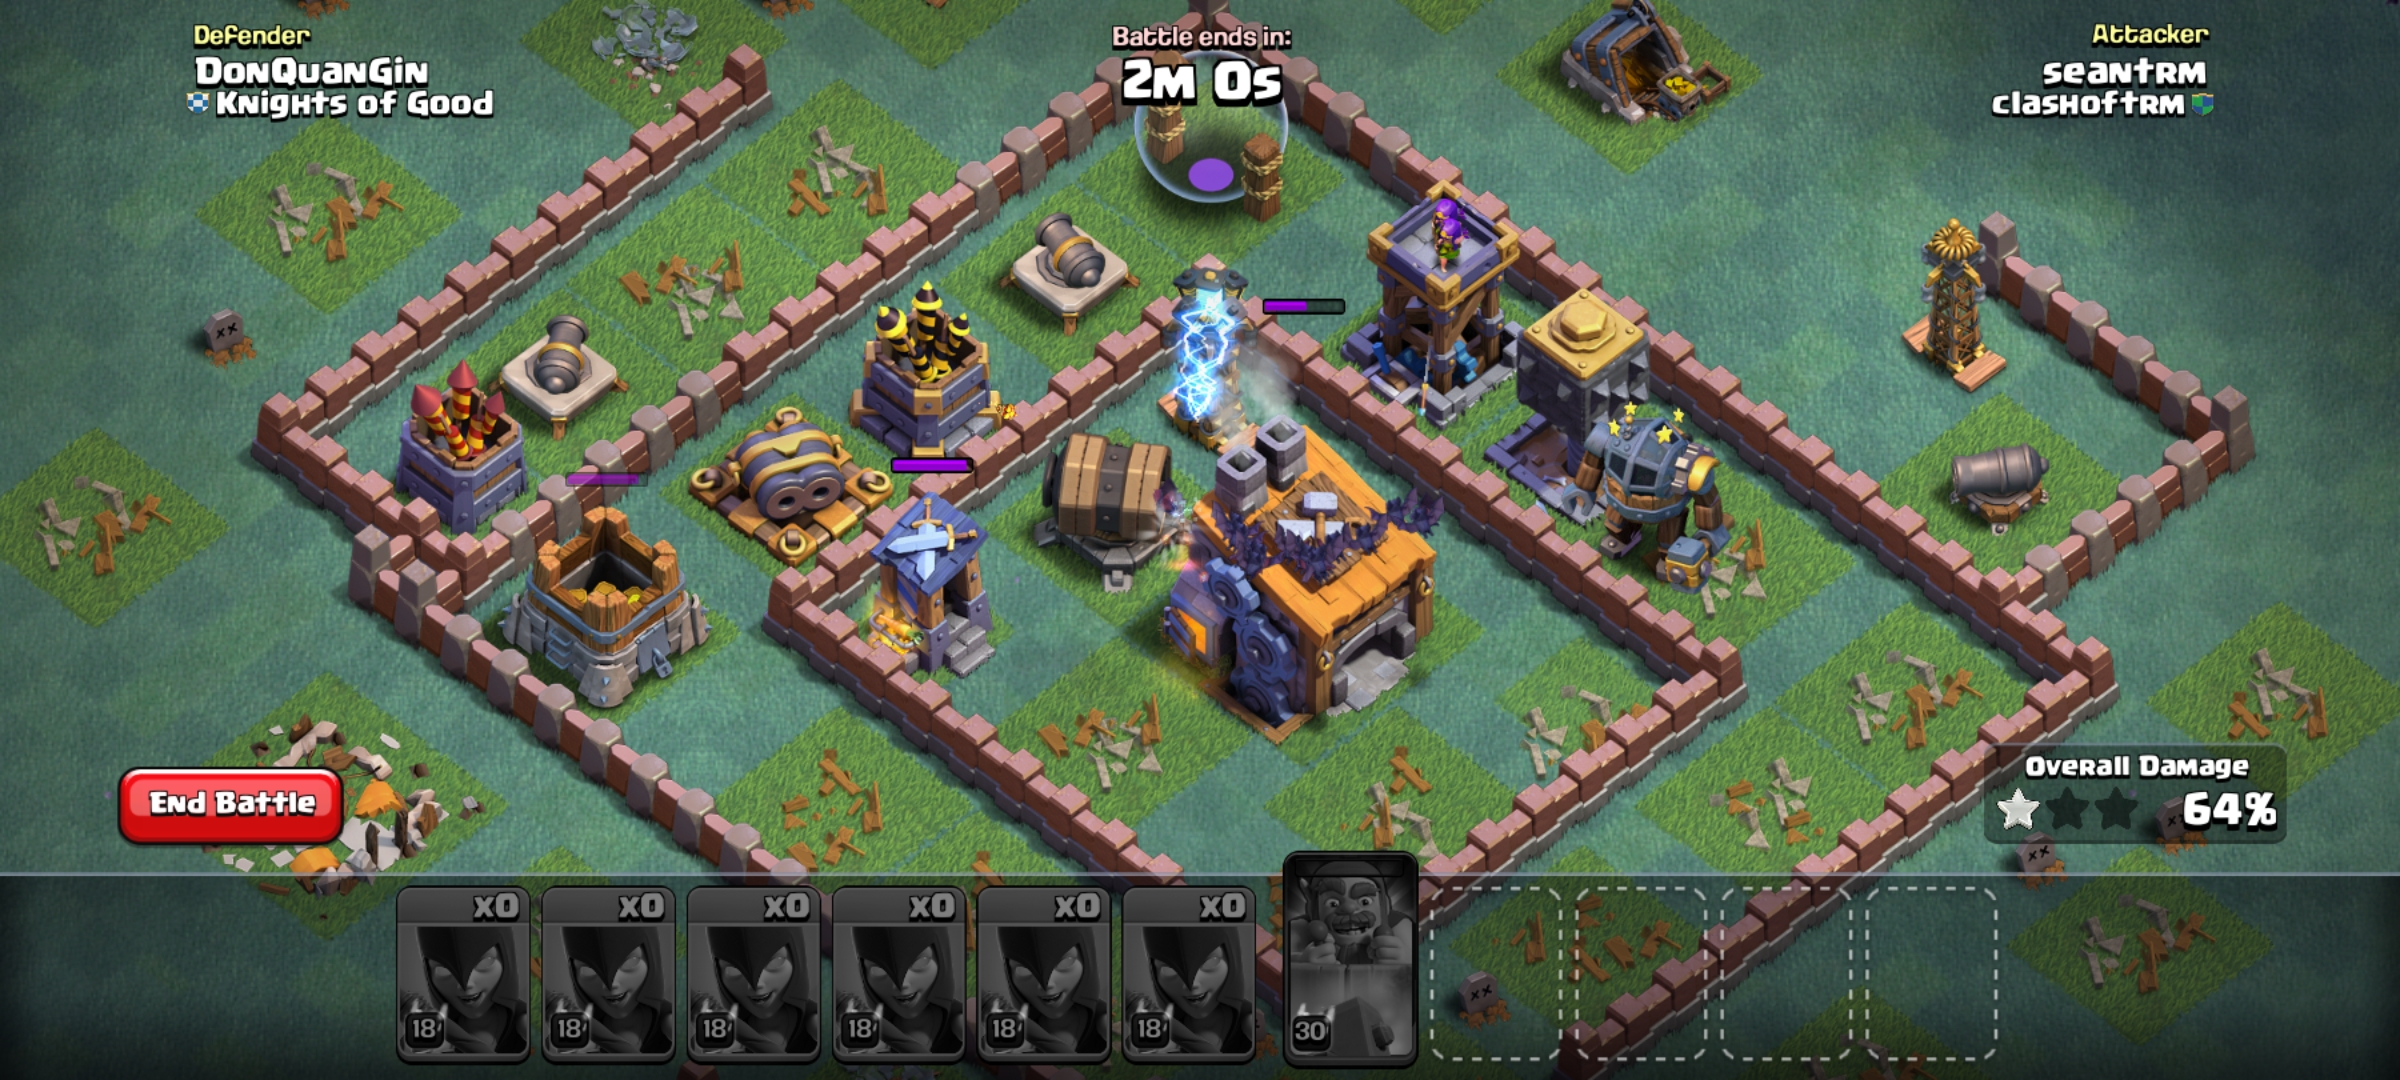 Defender
DonQuanGin
Knights of Good
Battle ends in:
2m 0s
Attacker
seantrm
clashoftrm
End Battle
Overall Damage
64%
x0
x0
x0
x0
x0
x0
18
18
18
18
18
18
30